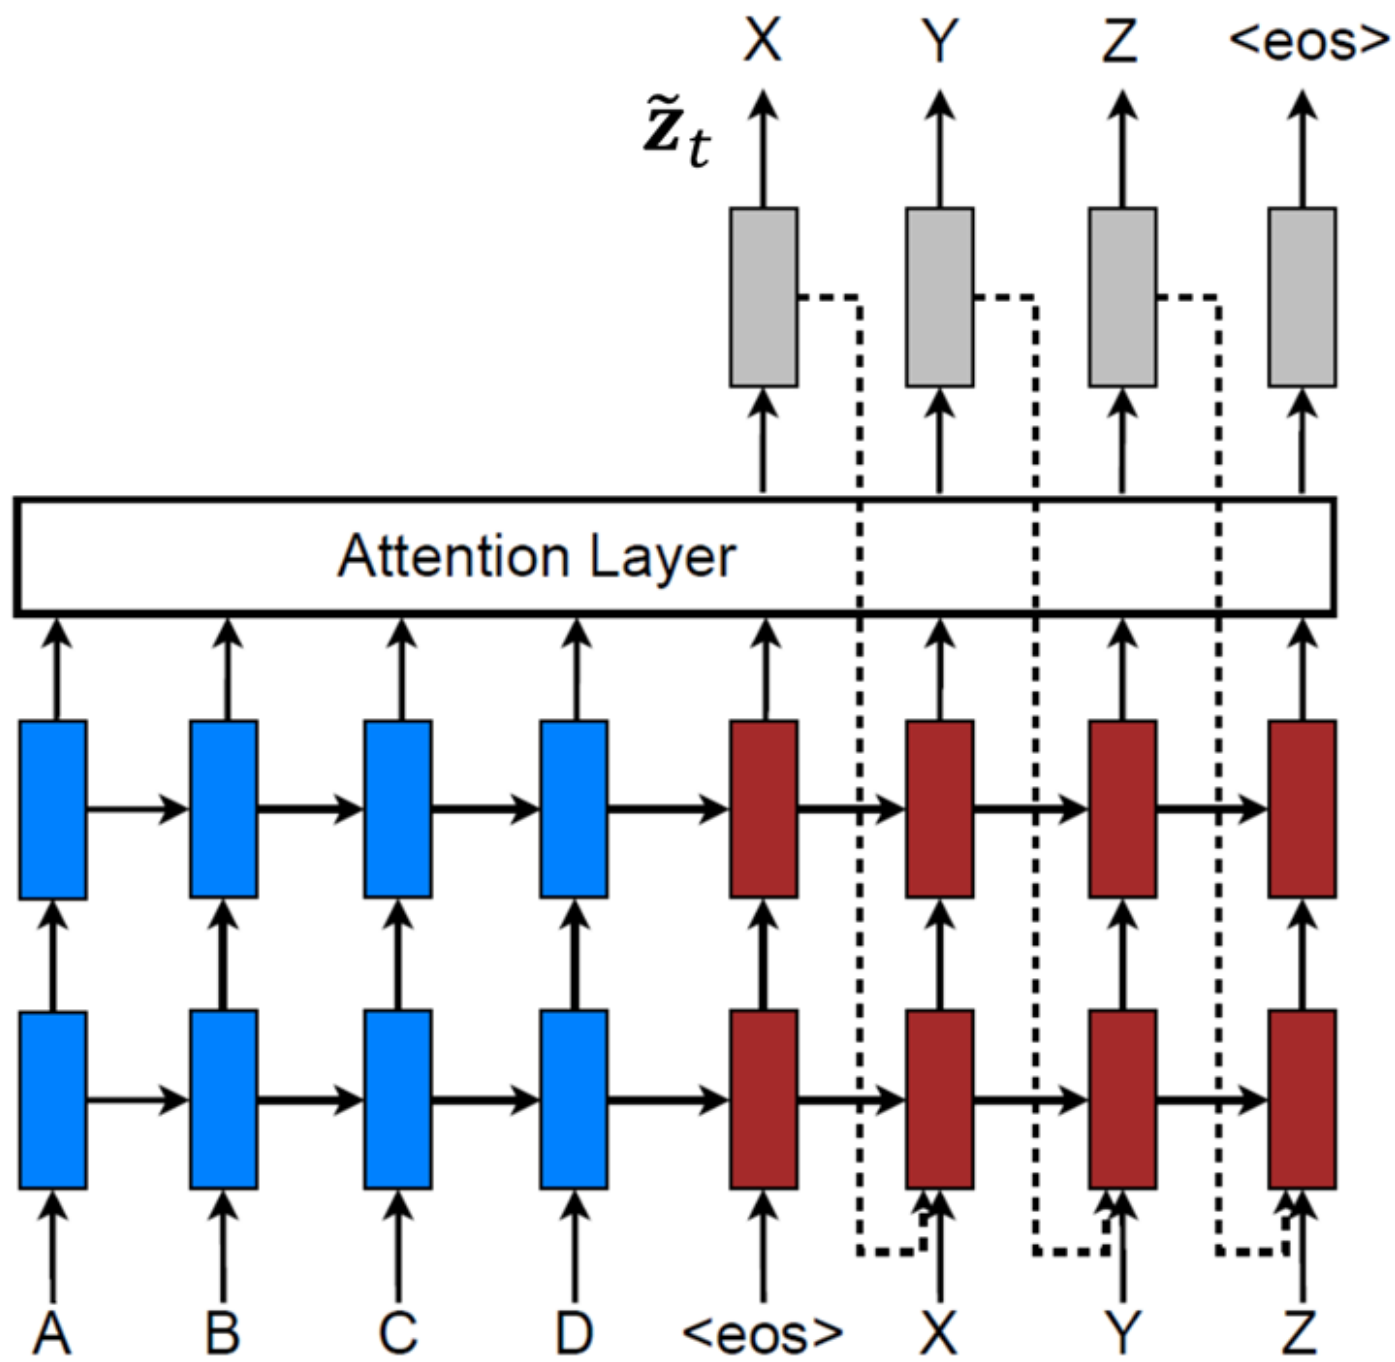 X Y Z <eos>
z̃ₜ
Attention Layer
A B C D <eos> X Y Z